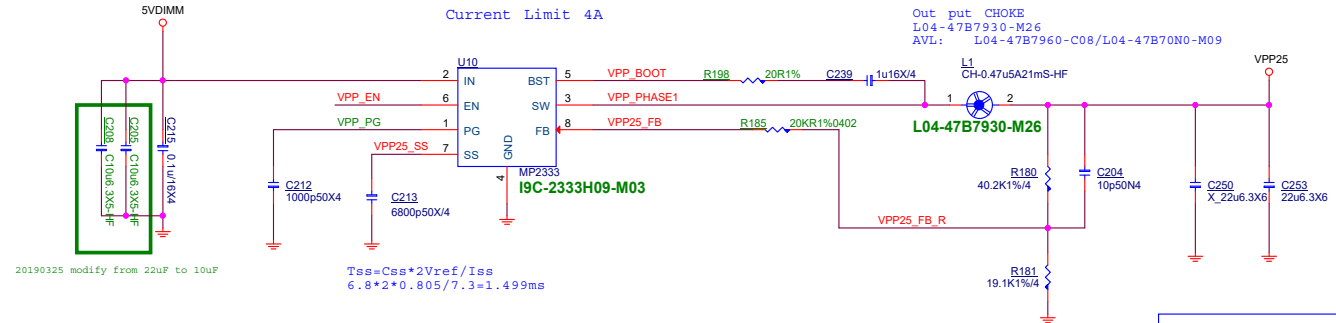 5VDIMM
Current Limit 4A
Out put CHOKE
L04-47B7930-M26
AVL: L04-47B7960-C08/L04-47B70N0-M09
U10
2 IN
BST 5
VPP_BOOT
R198
20R1%
C239
1u16X/4
L1
CH-0.47u5A21mS-HF
VPP25
VPP_EN
6 EN
SW 3
VPP_PHASE1
1
2
L04-47B7930-M26
VPP_PG
1 PG
FB 8
VPP25_FB
R185
20KR1%0402
VPP25_SS
7 SS
GND
4
MP2333
I9C-2333H09-M03
C208
C10u6.3X5-HF
C205
C10u6.3X5-HF
C215
0.1u/16X4
C212
1000p50X4
C213
6800p50X/4
R180
40.2K1%/4
C204
10p50N4
C250
X_22u6.3X6
C253
22u6.3X6
VPP25_FB_R
R181
19.1K1%/4
20190325 modify from 22uF to 10uF
Tss=Css*2Vref/Iss
6.8*2*0.805/7.3=1.499ms